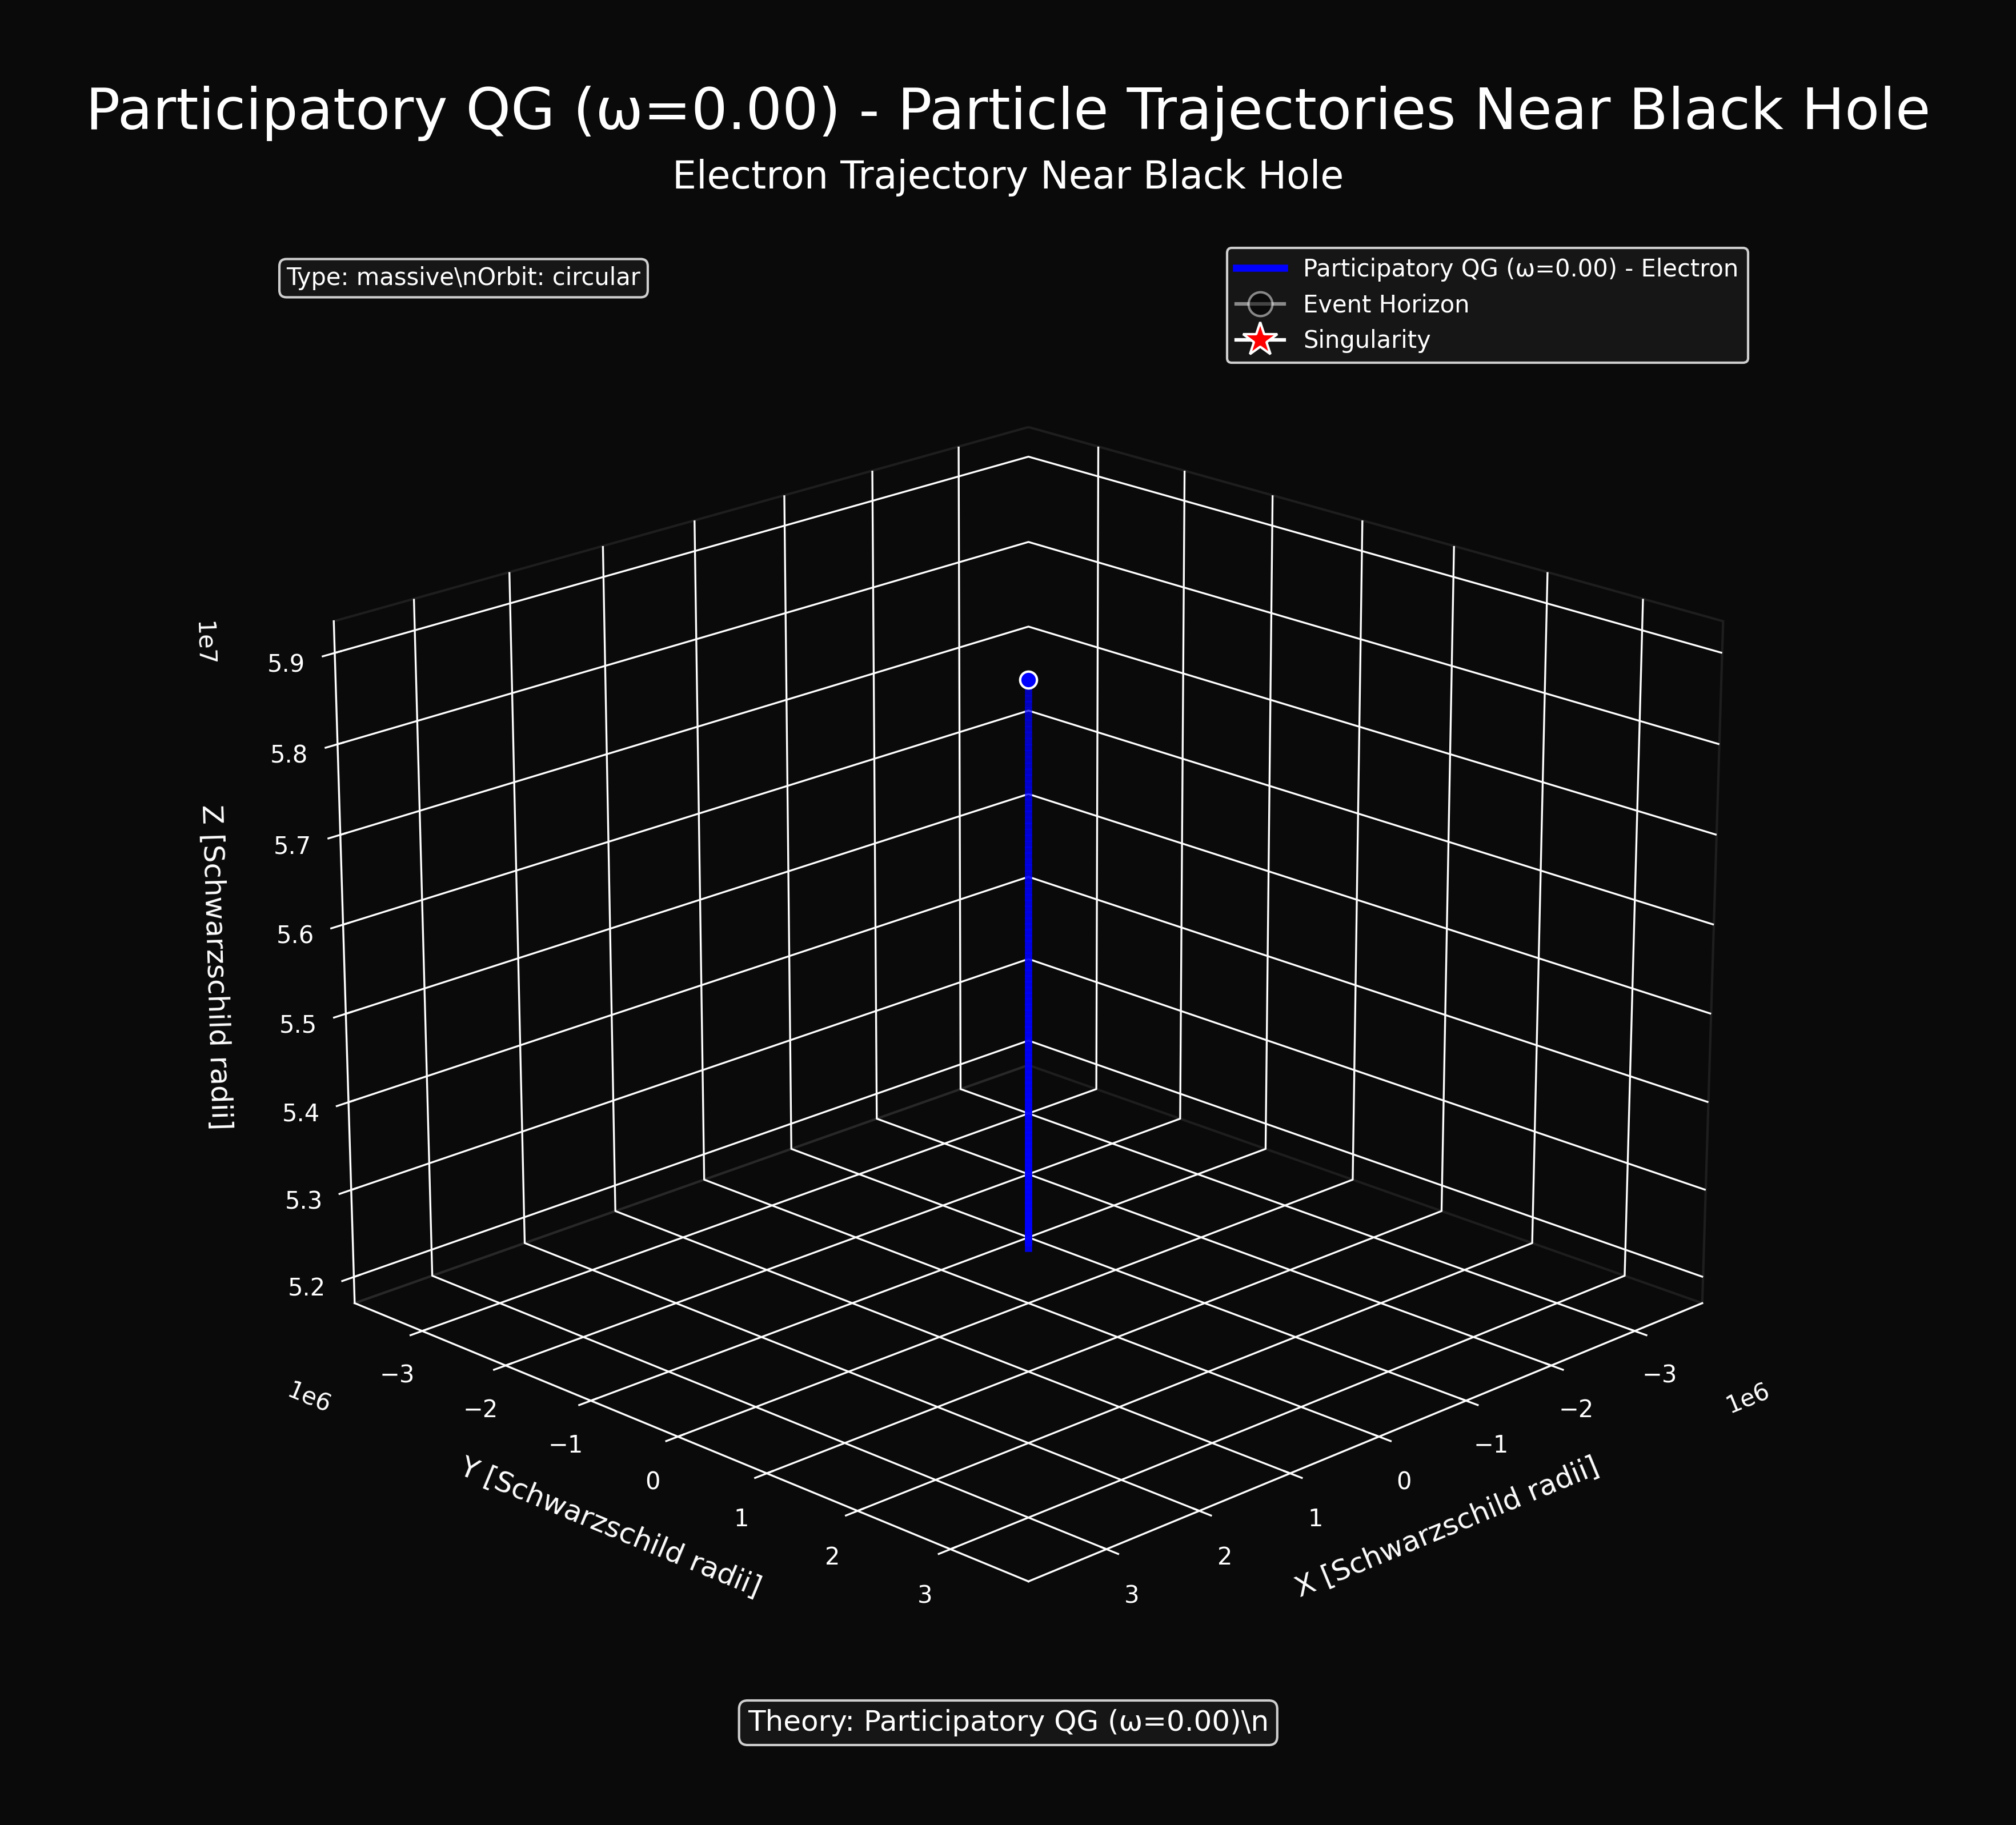 Participatory QG (ω=0.00) - Particle Trajectories Near Black Hole
Electron Trajectory Near Black Hole
Type: massive\nOrbit: circular
Participatory QG (ω=0.00) - Electron
Event Horizon
Singularity
1e7
5.9
5.8
5.7
5.6
5.5
5.4
5.3
5.2
Z [Schwarzschild radii]
1e6
−3
−2
−1
0
1
2
3
Y [Schwarzschild radii]
3
2
1
0
−1
−2
−3
1e6
X [Schwarzschild radii]
Theory: Participatory QG (ω=0.00)\n